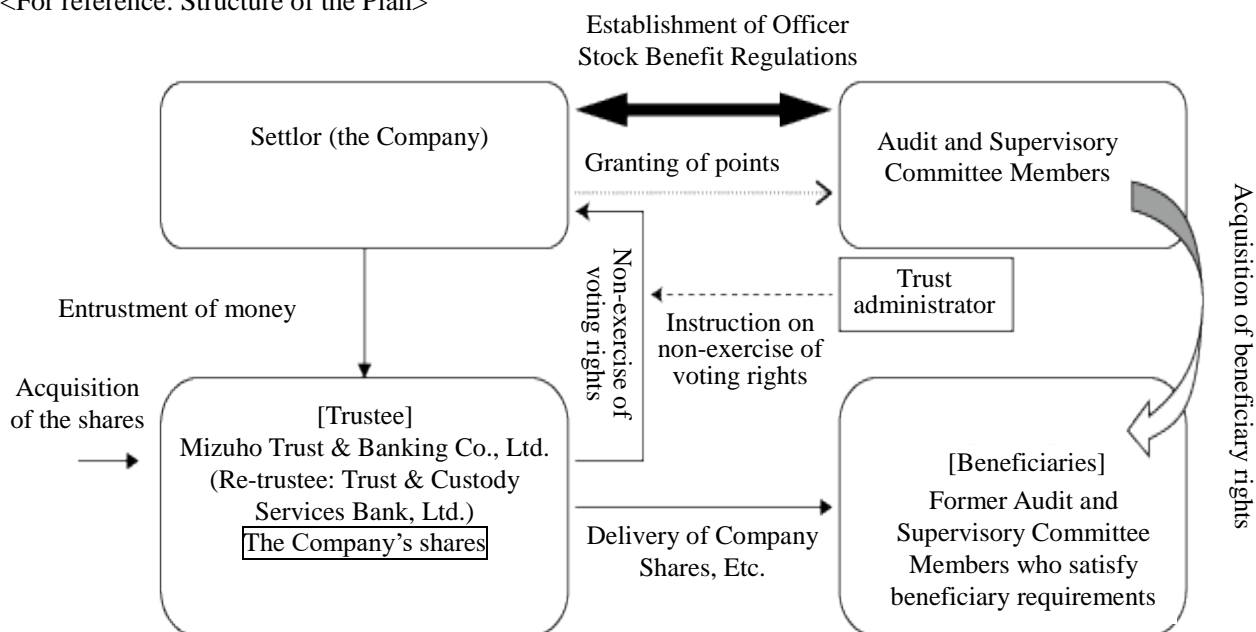 <For reference: Structure of the Plan>
Establishment of Officer
Stock Benefit Regulations
Settlor (the Company)
Granting of points
Audit and Supervisory
Committee Members
Acquisition of beneficiary rights
Non-exercise of
voting rights
Trust
administrator
Entrustment of money
Instruction on
non-exercise of
voting rights
Acquisition
of the shares
[Trustee]
Mizuho Trust & Banking Co., Ltd.
(Re-trustee: Trust & Custody
Services Bank, Ltd.)
The Company’s shares
Delivery of Company
Shares, Etc.
[Beneficiaries]
Former Audit and
Supervisory Committee
Members who satisfy
beneficiary requirements